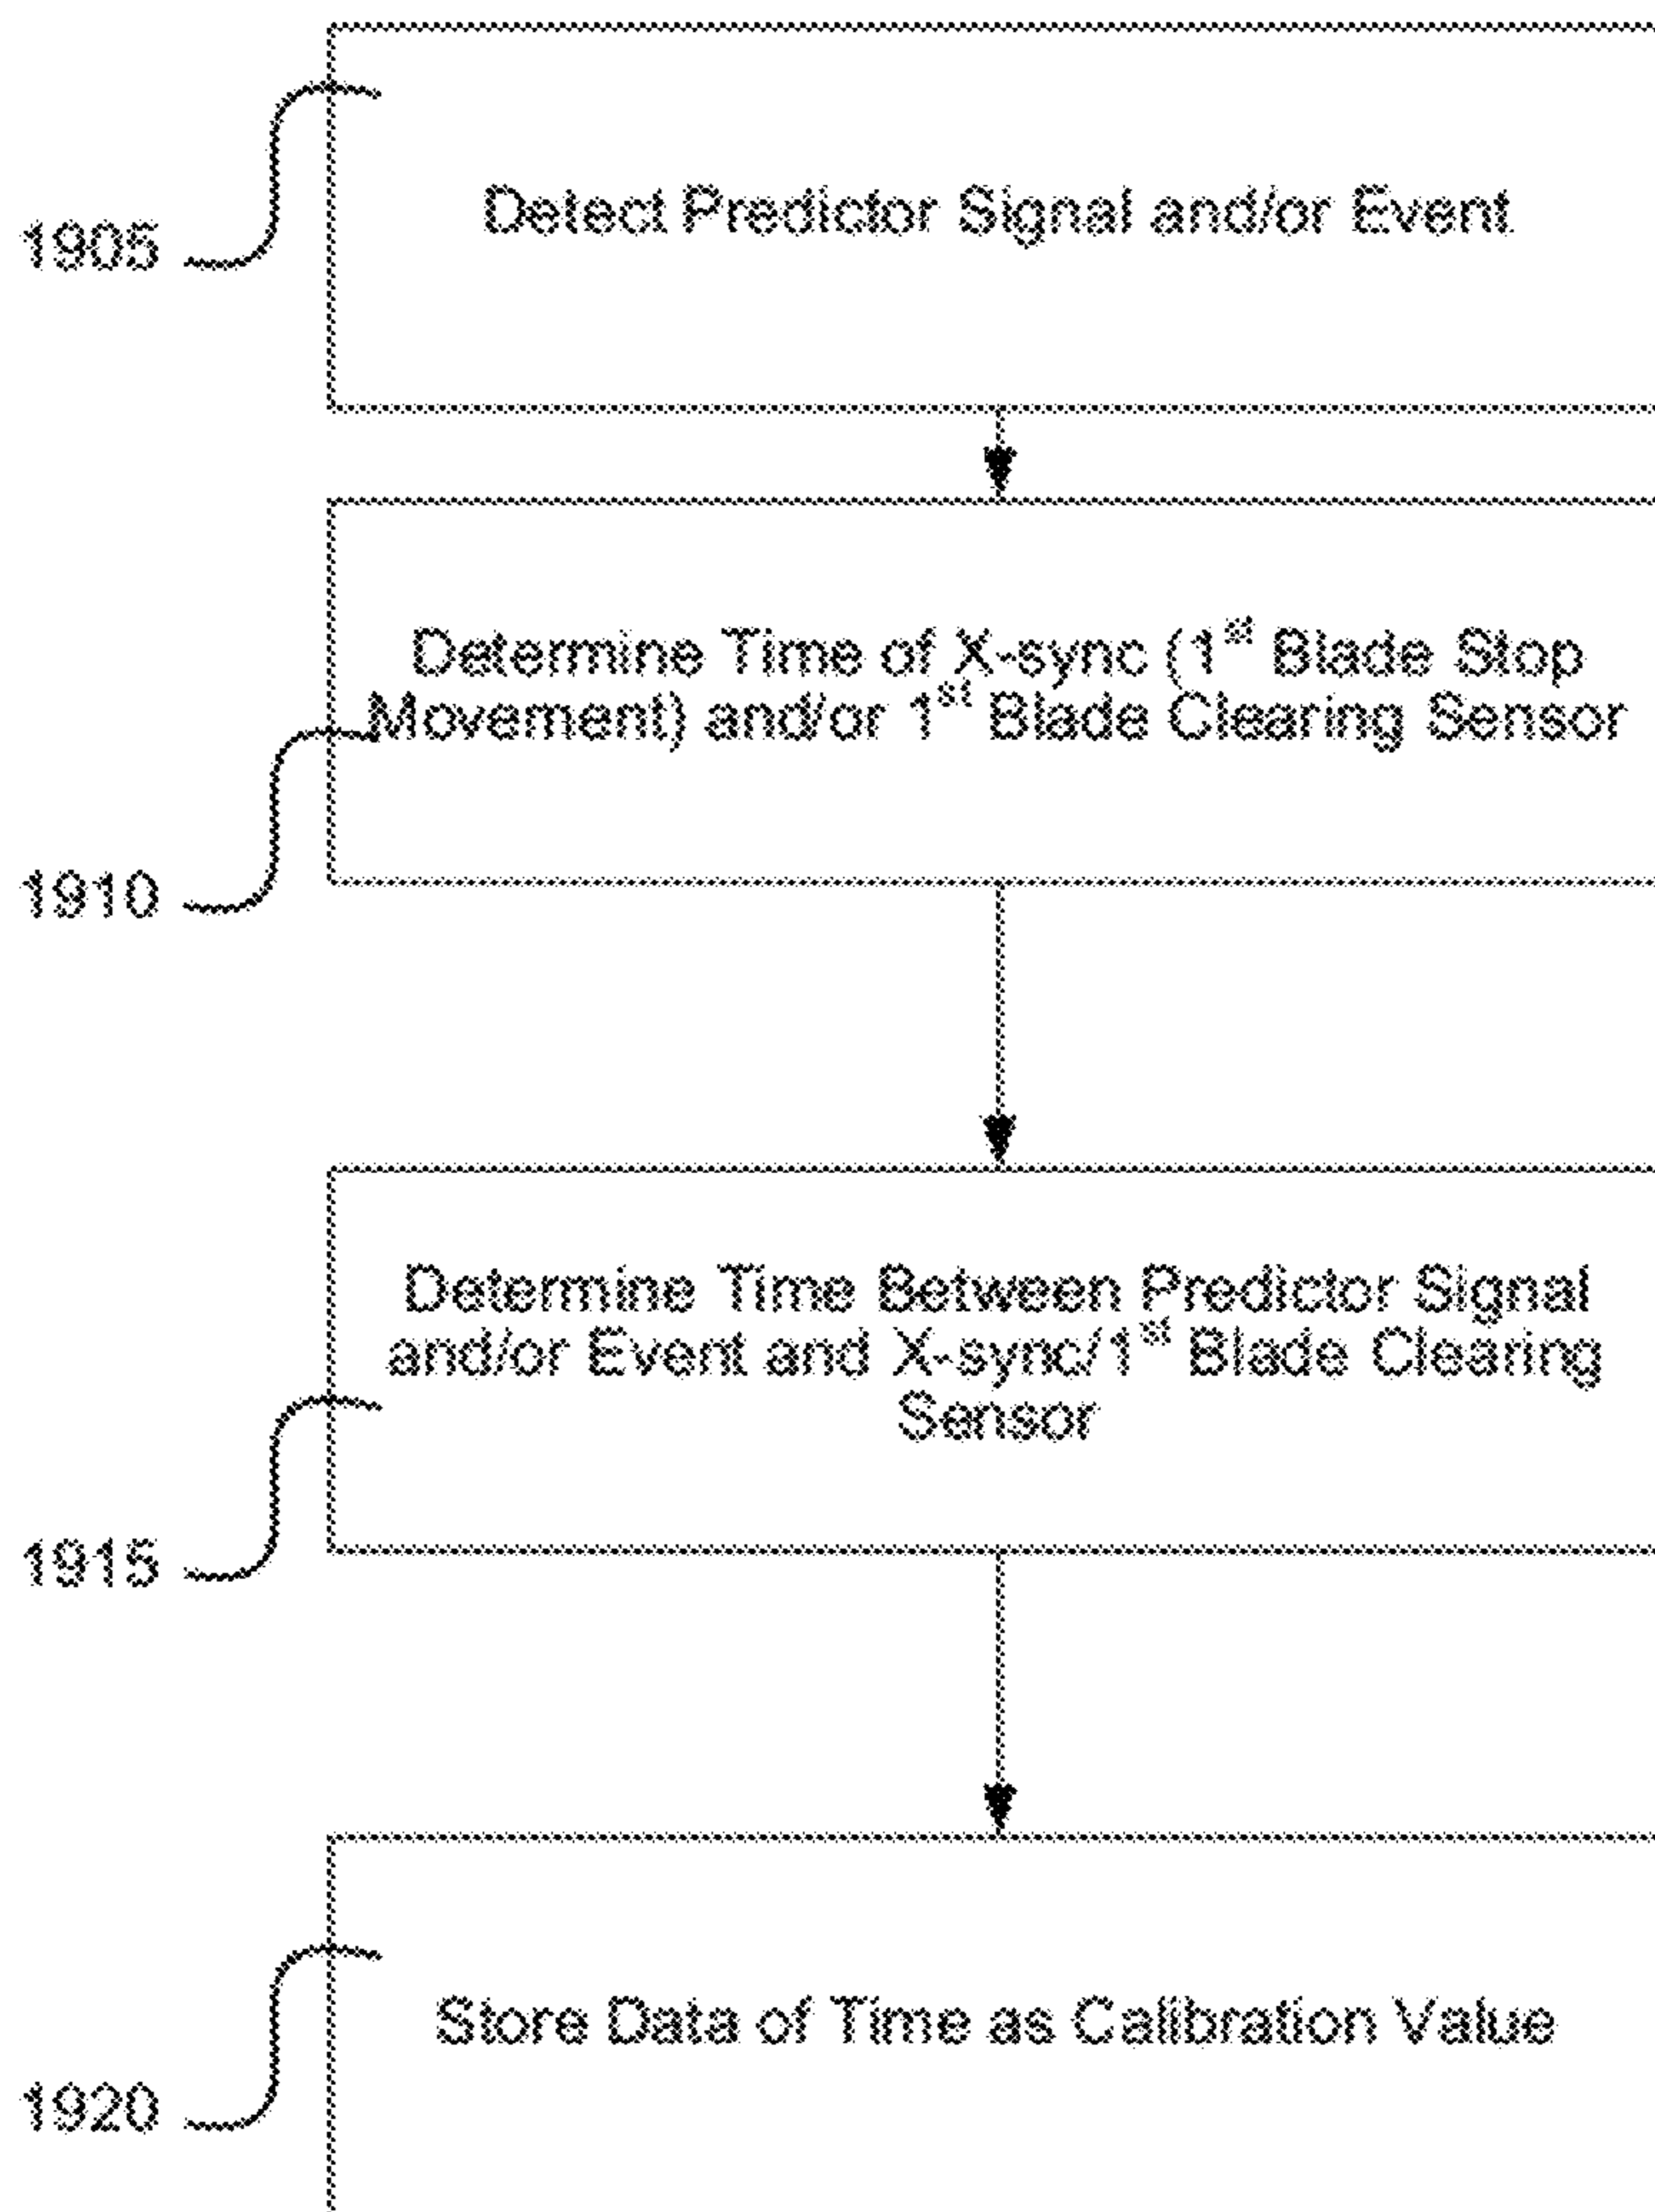 Detect Predictor Signal and/or Event
1905
Determine Time of X-sync (1st Blade Stop
Movement) and/or 1st Blade Clearing Sensor
1910
Determine Time Between Predictor Signal
and/or Event and X-sync/1st Blade Clearing
Sensor
1915
Store Data of Time as Calibration Value
1920